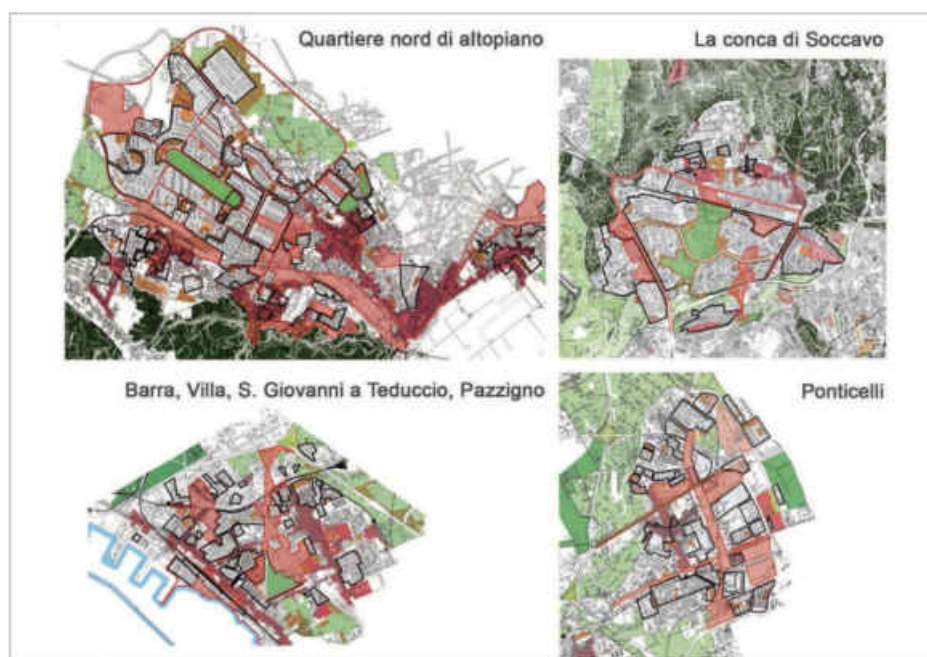 Quartiere nord di altopiano
La conca di Soccavo
Barra, Villa, S. Giovanni a Teduccio, Pazzigno
Ponticelli